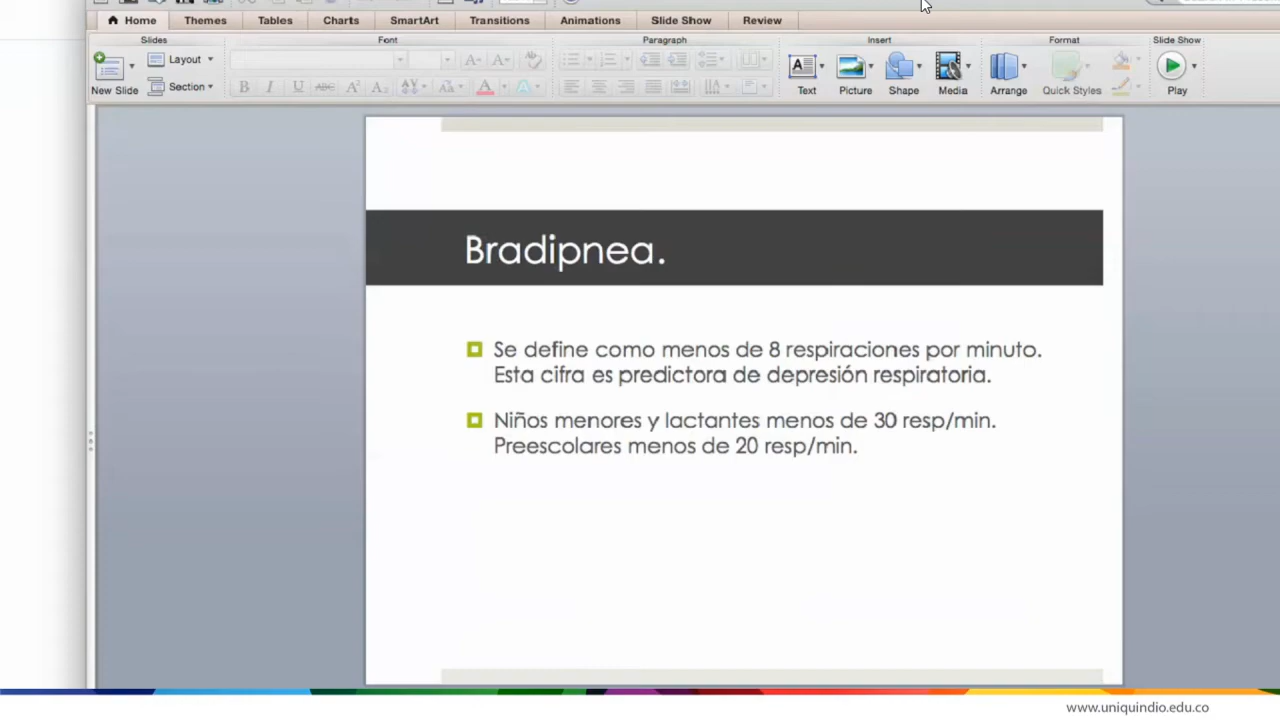 Home Themes Tables Charts SmartArt Transitions Animations Slide Show Review
Slides Font Paragraph Insert Format Slide Show
Layout
Section
New Slide
B I U ABC A² A₂
Text Picture Shape Media Arrange Quick Styles Play
Bradipnea.
Se define como menos de 8 respiraciones por minuto.
Esta cifra es predictora de depresión respiratoria.
Niños menores y lactantes menos de 30 resp/min.
Preescolares menos de 20 resp/min.
www.uniquindio.edu.co